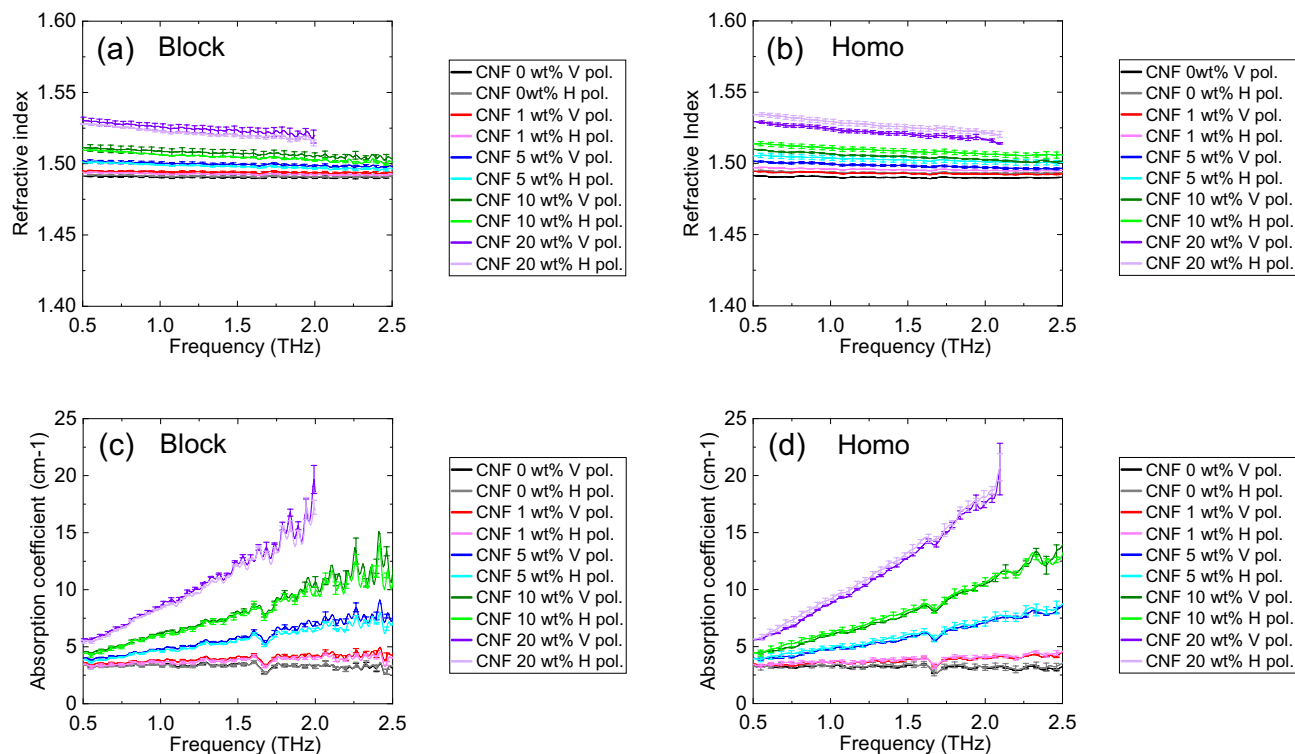 (a) Block
1.60
1.55
1.50
1.45
1.40
Refractive index
0.5 1.0 1.5 2.0 2.5
Frequency (THz)
CNF 0 wt% V pol.
CNF 0wt% H pol.
CNF 1 wt% V pol.
CNF 1 wt% H pol.
CNF 5 wt% V pol.
CNF 5 wt% H pol.
CNF 10 wt% V pol.
CNF 10 wt% H pol.
CNF 20 wt% V pol.
CNF 20 wt% H pol.
(b) Homo
1.60
1.55
1.50
1.45
1.40
Refractive Index
0.5 1.0 1.5 2.0 2.5
Frequency (THz)
CNF 0wt% V pol.
CNF 0 wt% H pol.
CNF 1 wt% V pol.
CNF 1 wt% H pol.
CNF 5 wt% V pol.
CNF 5 wt% H pol.
CNF 10 wt% V pol.
CNF 10 wt% H pol.
CNF 20 wt% V pol.
CNF 20 wt% H pol.
(c) Block
25
20
15
10
5
0
Absorption coefficient (cm-1)
0.5 1.0 1.5 2.0 2.5
Frequency (THz)
CNF 0 wt% V pol.
CNF 0 wt% H pol.
CNF 1 wt% V pol.
CNF 1 wt% H pol.
CNF 5 wt% V pol.
CNF 5 wt% H pol.
CNF 10 wt% V pol.
CNF 10 wt% H pol.
CNF 20 wt% V pol.
CNF 20 wt% H pol.
(d) Homo
25
20
15
10
5
0
Absorption coefficient (cm-1)
0.5 1.0 1.5 2.0 2.5
Frequency (THz)
CNF 0 wt% V pol.
CNF 0 wt% H pol.
CNF 1 wt% V pol.
CNF 1 wt% H pol.
CNF 5 wt% V pol.
CNF 5 wt% H pol.
CNF 10 wt% V pol.
CNF 10 wt% H pol.
CNF 20 wt% V pol.
CNF 20 wt% H pol.